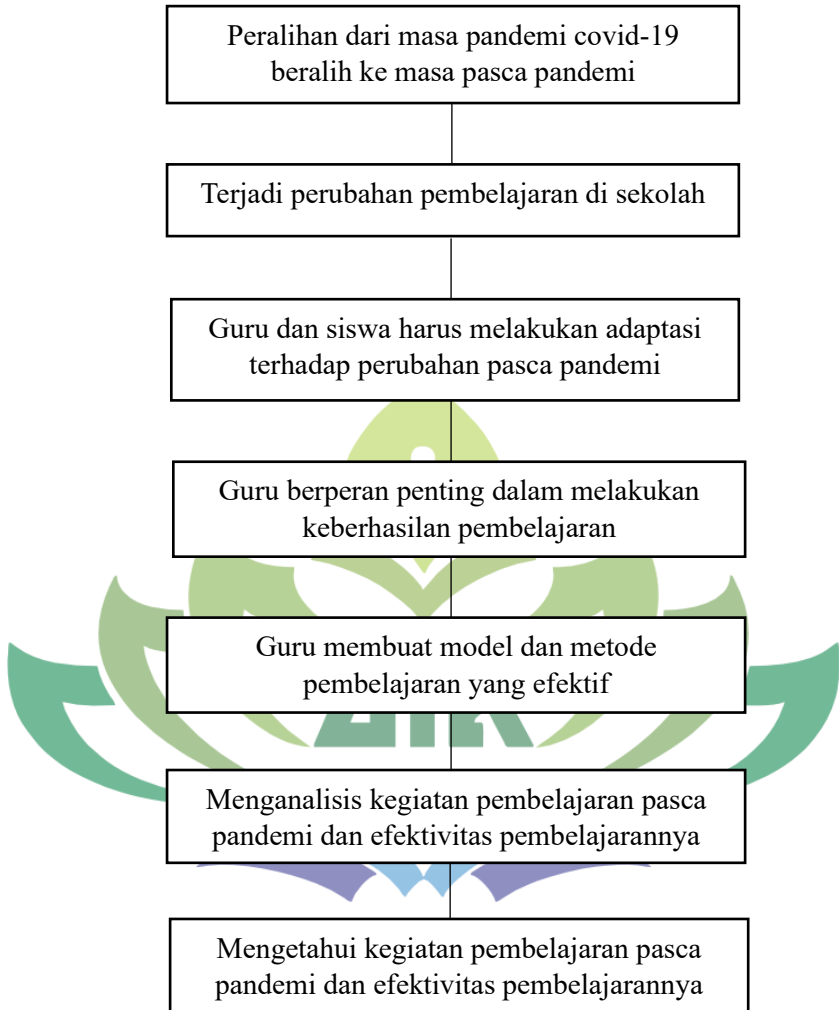 Peralihan dari masa pandemi covid-19
beralih ke masa pasca pandemi
Terjadi perubahan pembelajaran di sekolah
Guru dan siswa harus melakukan adaptasi
terhadap perubahan pasca pandemi
Guru berperan penting dalam melakukan
keberhasilan pembelajaran
Guru membuat model dan metode
pembelajaran yang efektif
Menganalisis kegiatan pembelajaran pasca
pandemi dan efektivitas pembelajarannya
Mengetahui kegiatan pembelajaran pasca
pandemi dan efektivitas pembelajarannya